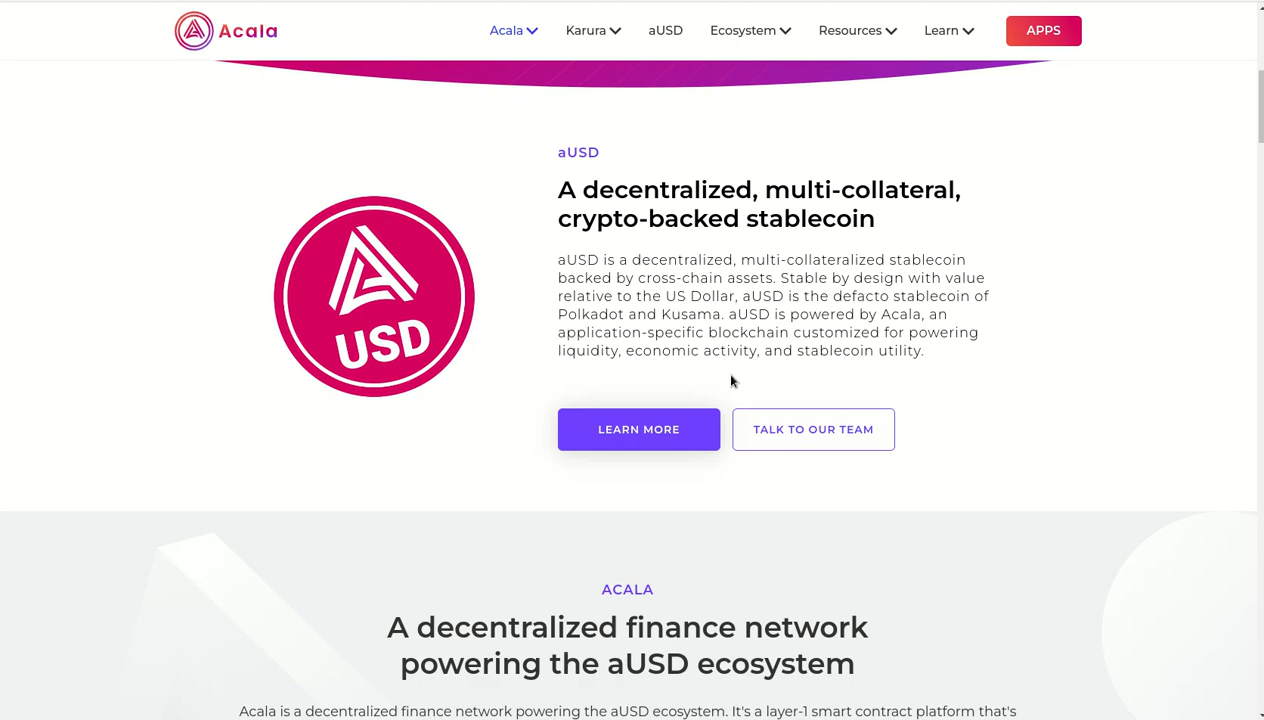 Acala
Acala
Karura
aUSD
Ecosystem
Resources
Learn
APPS
aUSD
A decentralized, multi-collateral,
crypto-backed stablecoin
aUSD is a decentralized, multi-collateralized stablecoin
backed by cross-chain assets. Stable by design with value
relative to the US Dollar, aUSD is the defacto stablecoin of
Polkadot and Kusama. aUSD is powered by Acala, an
application-specific blockchain customized for powering
liquidity, economic activity, and stablecoin utility.
USD
LEARN MORE
TALK TO OUR TEAM
ACALA
A decentralized finance network
powering the aUSD ecosystem
Acala is a decentralized finance network powering the aUSD ecosystem. It's a layer-1 smart contract platform that's